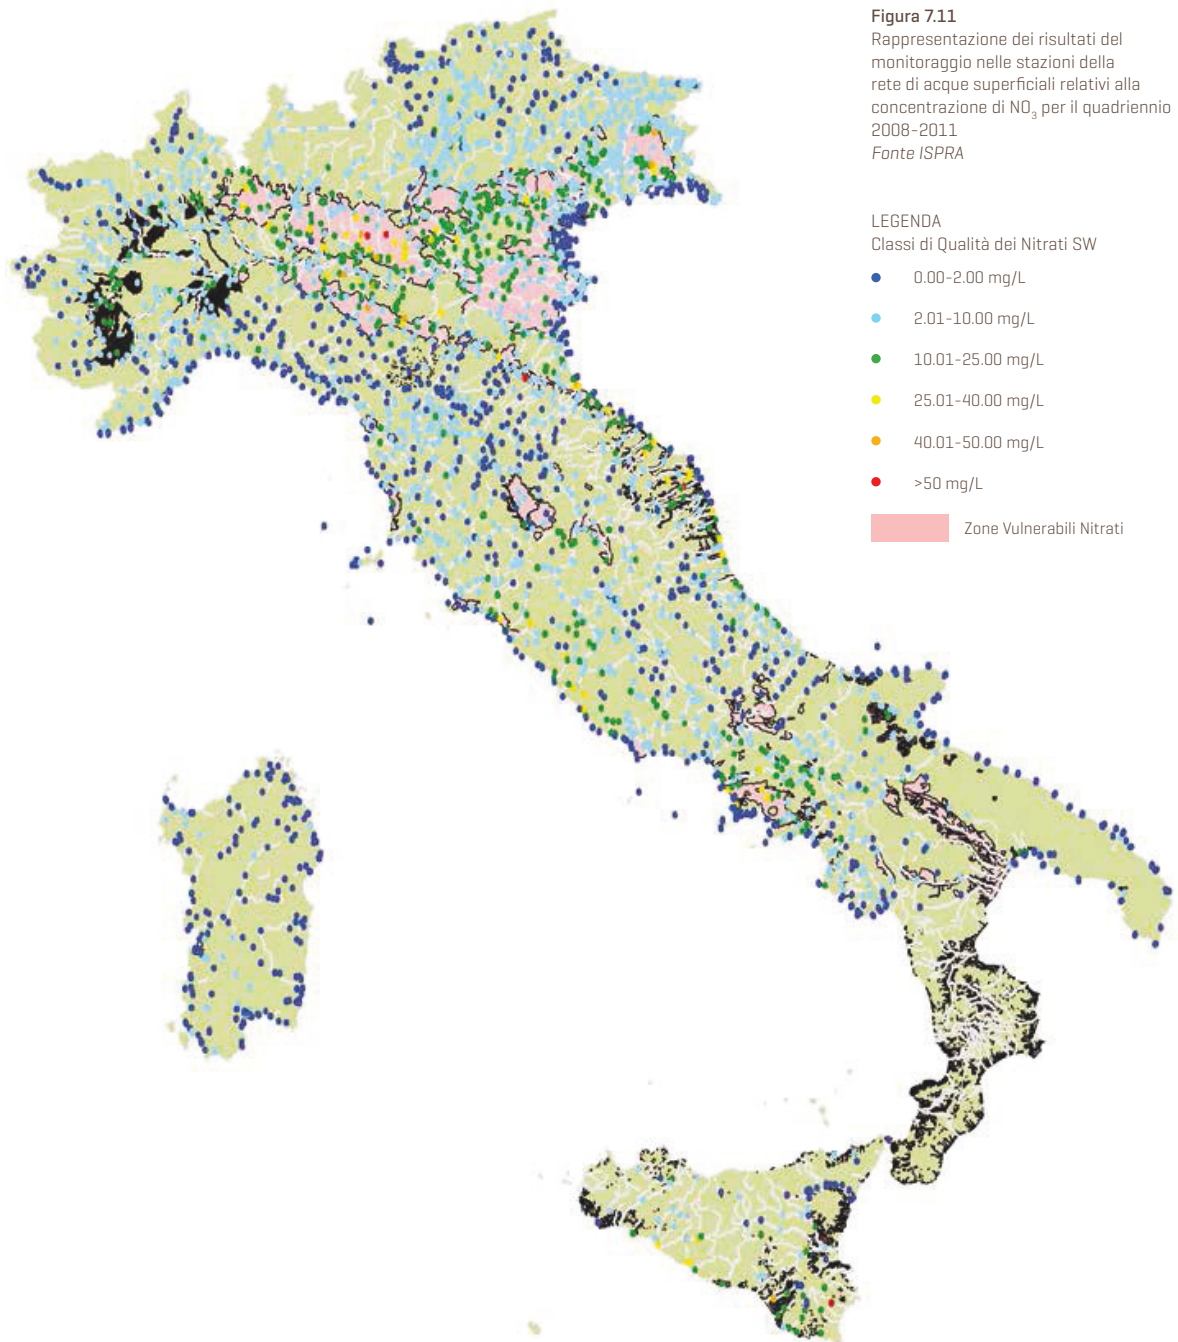 Figura 7.11
Rappresentazione dei risultati del
monitoraggio nelle stazioni della
rete di acque superficiali relativi alla
concentrazione di NO₃ per il quadriennio
2008-2011
Fonte ISPRA
LEGENDA
Classi di Qualità dei Nitrati SW
0.00-2.00 mg/L
2.01-10.00 mg/L
10.01-25.00 mg/L
25.01-40.00 mg/L
40.01-50.00 mg/L
>50 mg/L
Zone Vulnerabili Nitrati